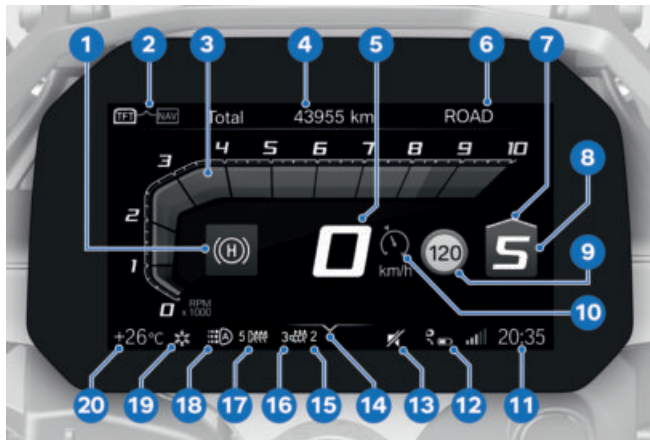 1 2 3 4 5 6 7
TFT NAV Total 43955 km ROAD
3 4 5 6 7 8 9 10
8
2
(H) 0 120 S
9
1
km/h
10
0 RPM x 1000
+26°C A 5 3 2 20:35
20 19 18 17 16 15 14 13 12 11